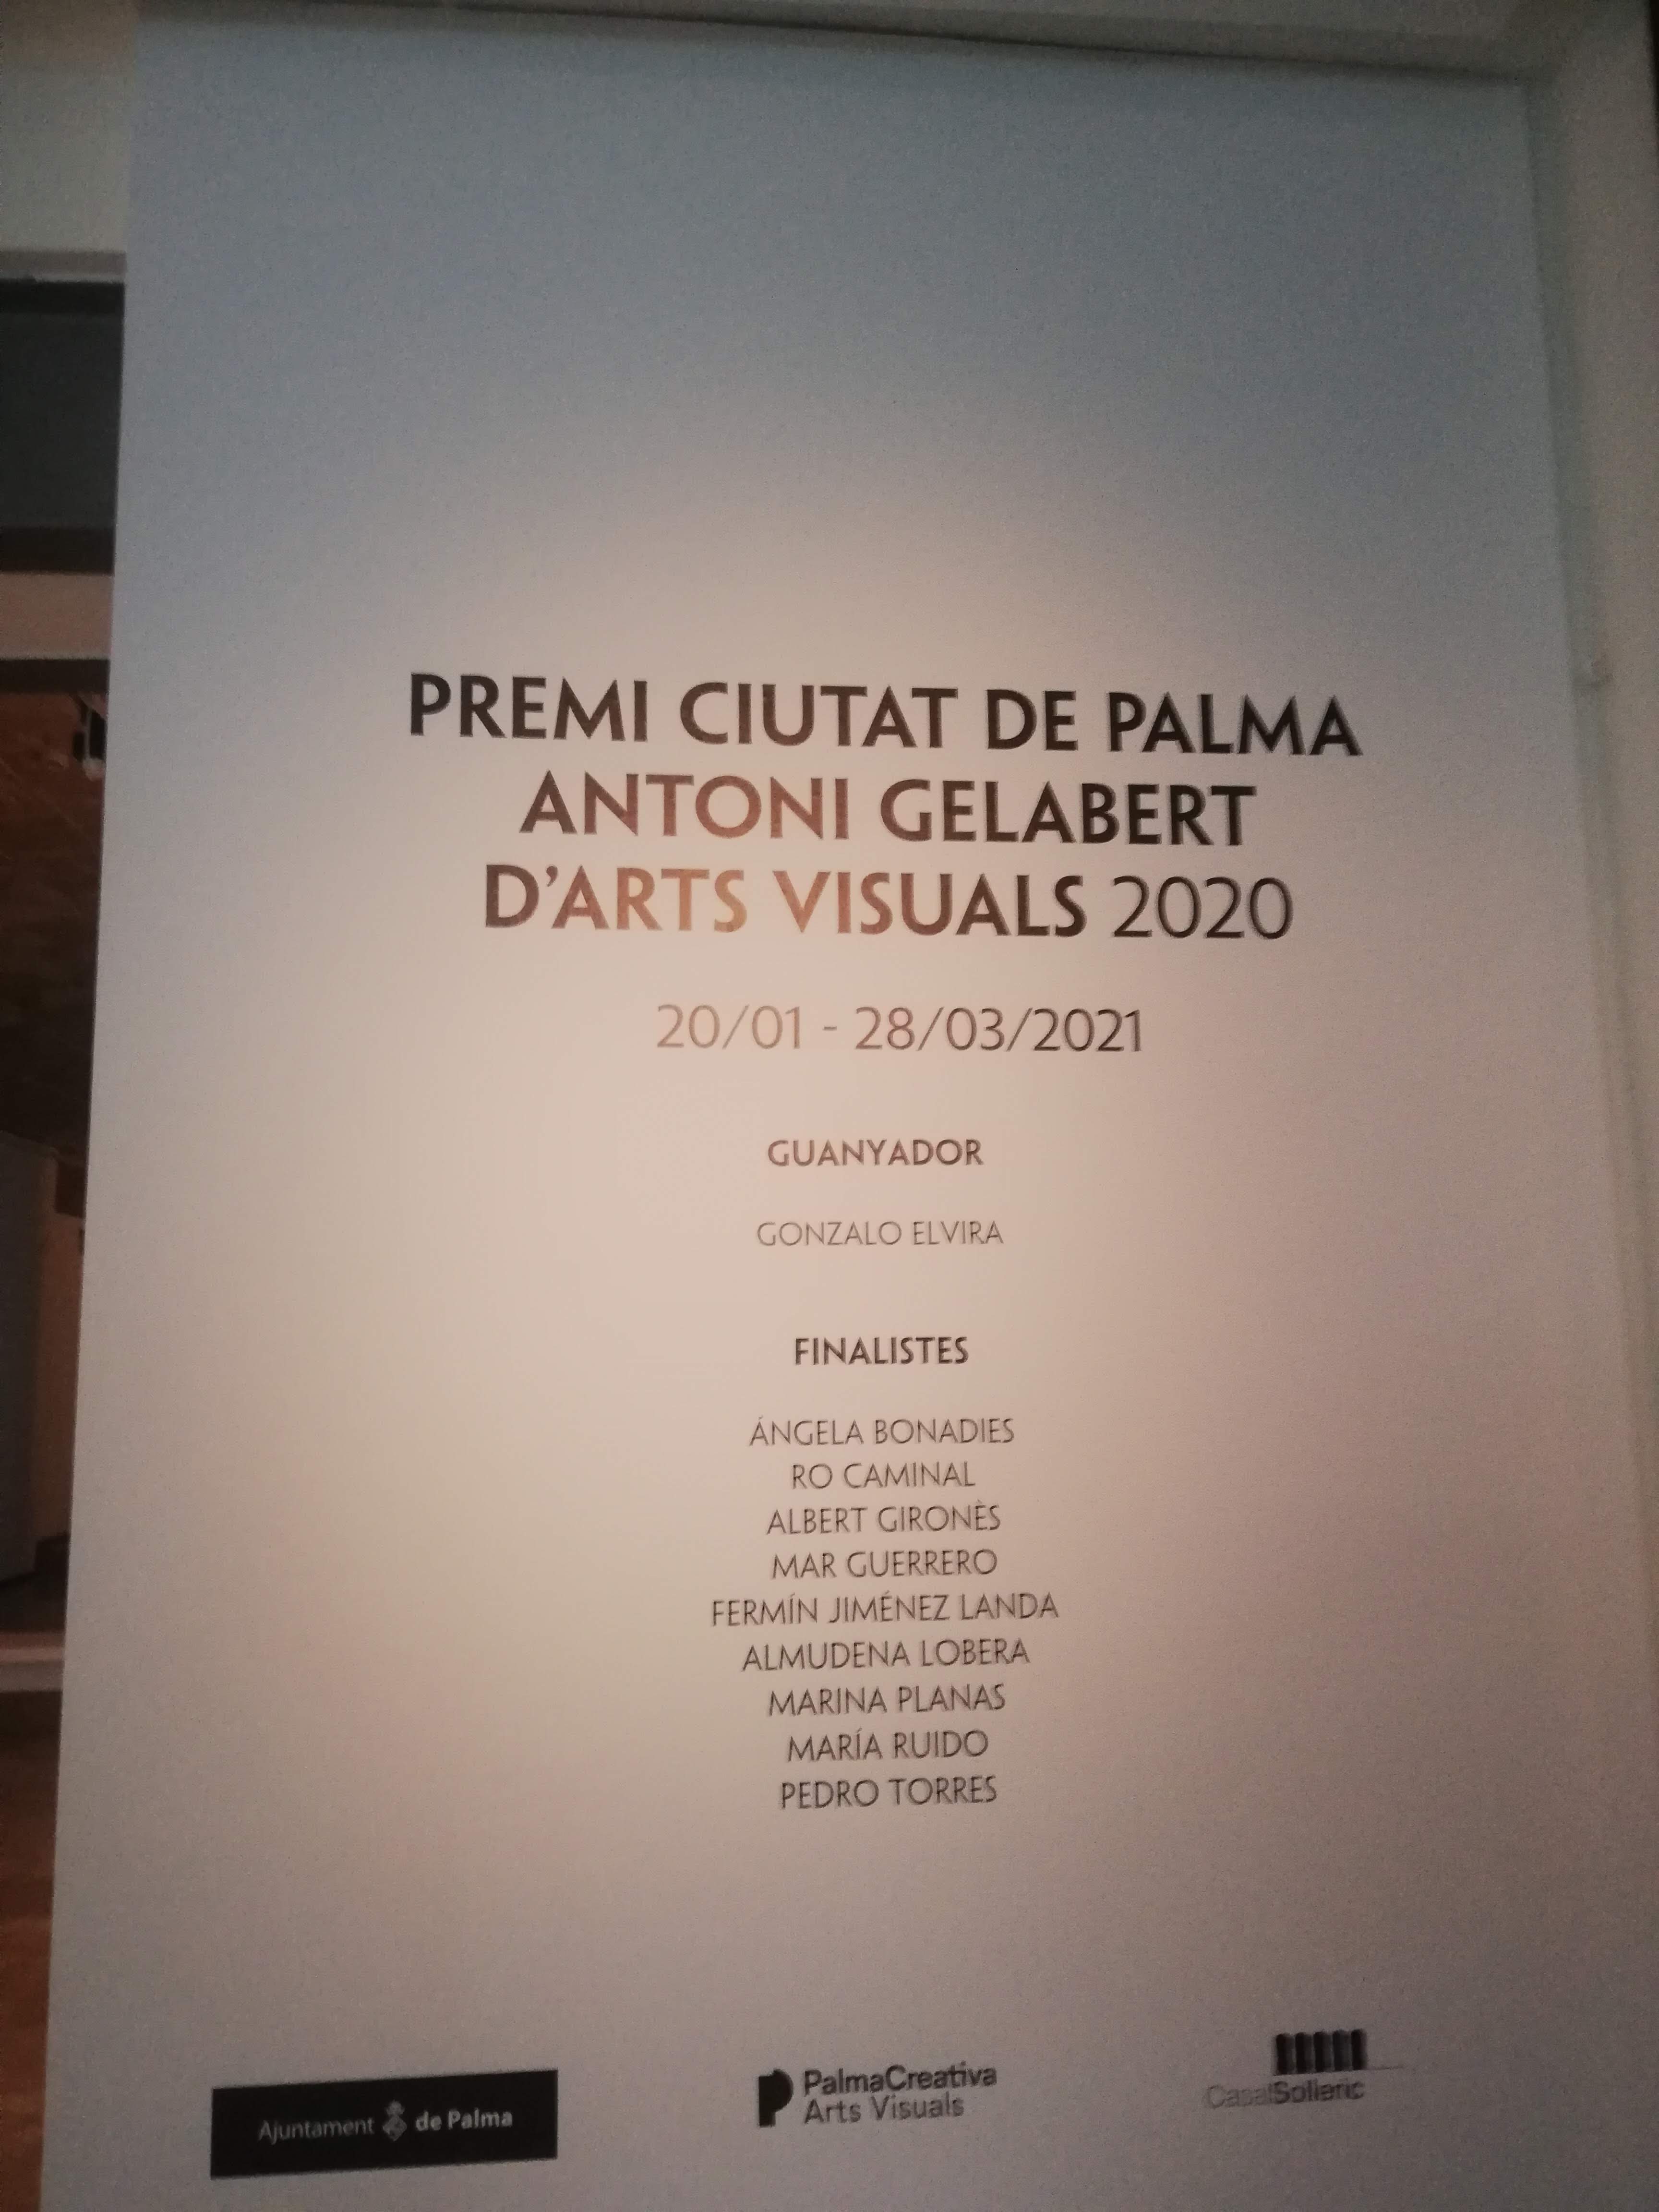 PREMI CIUTAT DE PALMA
ANTONI GELABERT
D'ARTS VISUALS 2020
20/01 - 28/03/2021
GUANYADOR
GONZALO ELVIRA
FINALISTES
ÁNGELA BONADIES
RO CAMINAL
ALBERT GIRONÈS
MAR GUERRERO
FERMÍN JIMÉNEZ LANDA
ALMUDENA LOBERA
MARINA PLANAS
MARÍA RUIDO
PEDRO TORRES
Ajuntament de Palma
PalmaCreativa
Arts Visuals
CasalSolleric